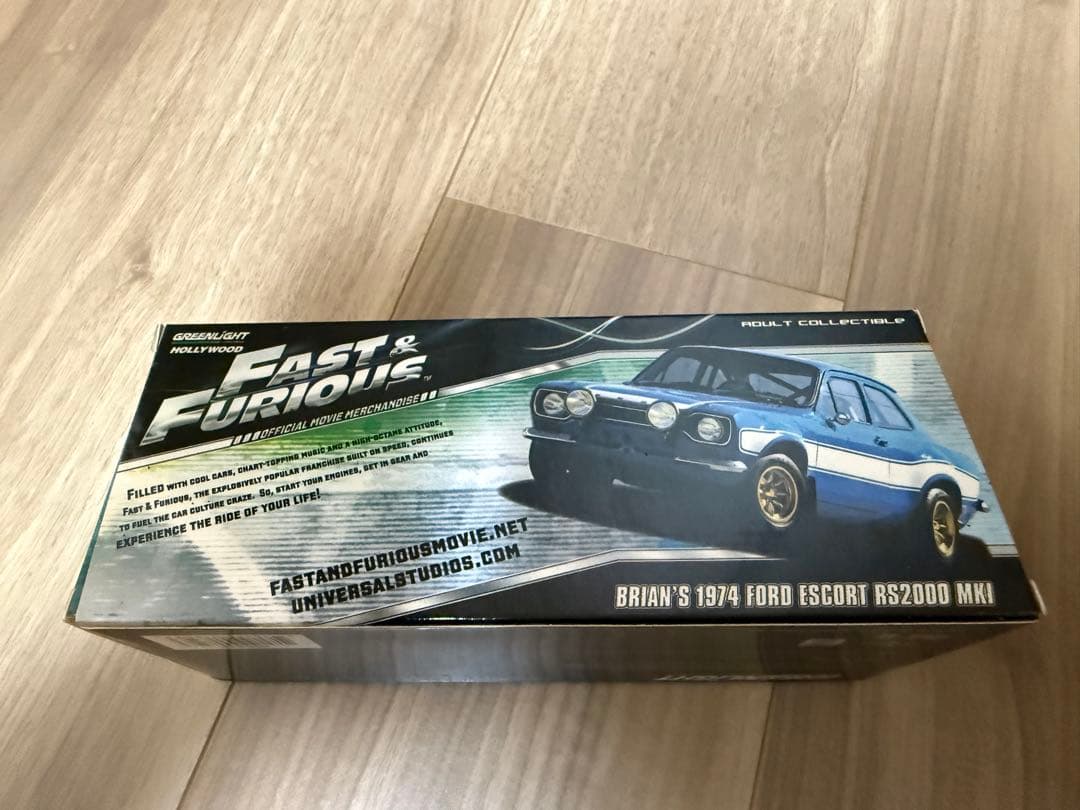 GREENLIGHT
HOLLYWOOD
FAST &
FURIOUS™
OFFICIAL MOVIE MERCHANDISE
ADULT COLLECTIBLE
FILLED WITH COOL CARS, CHART-TOPPING MUSIC AND A HIGH-OCTANE ATTITUDE,
FAST & FURIOUS, THE EXPLOSIVELY POPULAR FRANCHISE BUILT ON SPEED, CONTINUES
TO FUEL THE CAR CULTURE CRAZE. SO, START YOUR ENGINES, GET IN GEAR AND
EXPERIENCE THE RIDE OF YOUR LIFE!
FASTANDFURIOUSMOVIE.NET
UNIVERSALSTUDIOS.COM
BRIAN'S 1974 FORD ESCORT RS2000 MKI